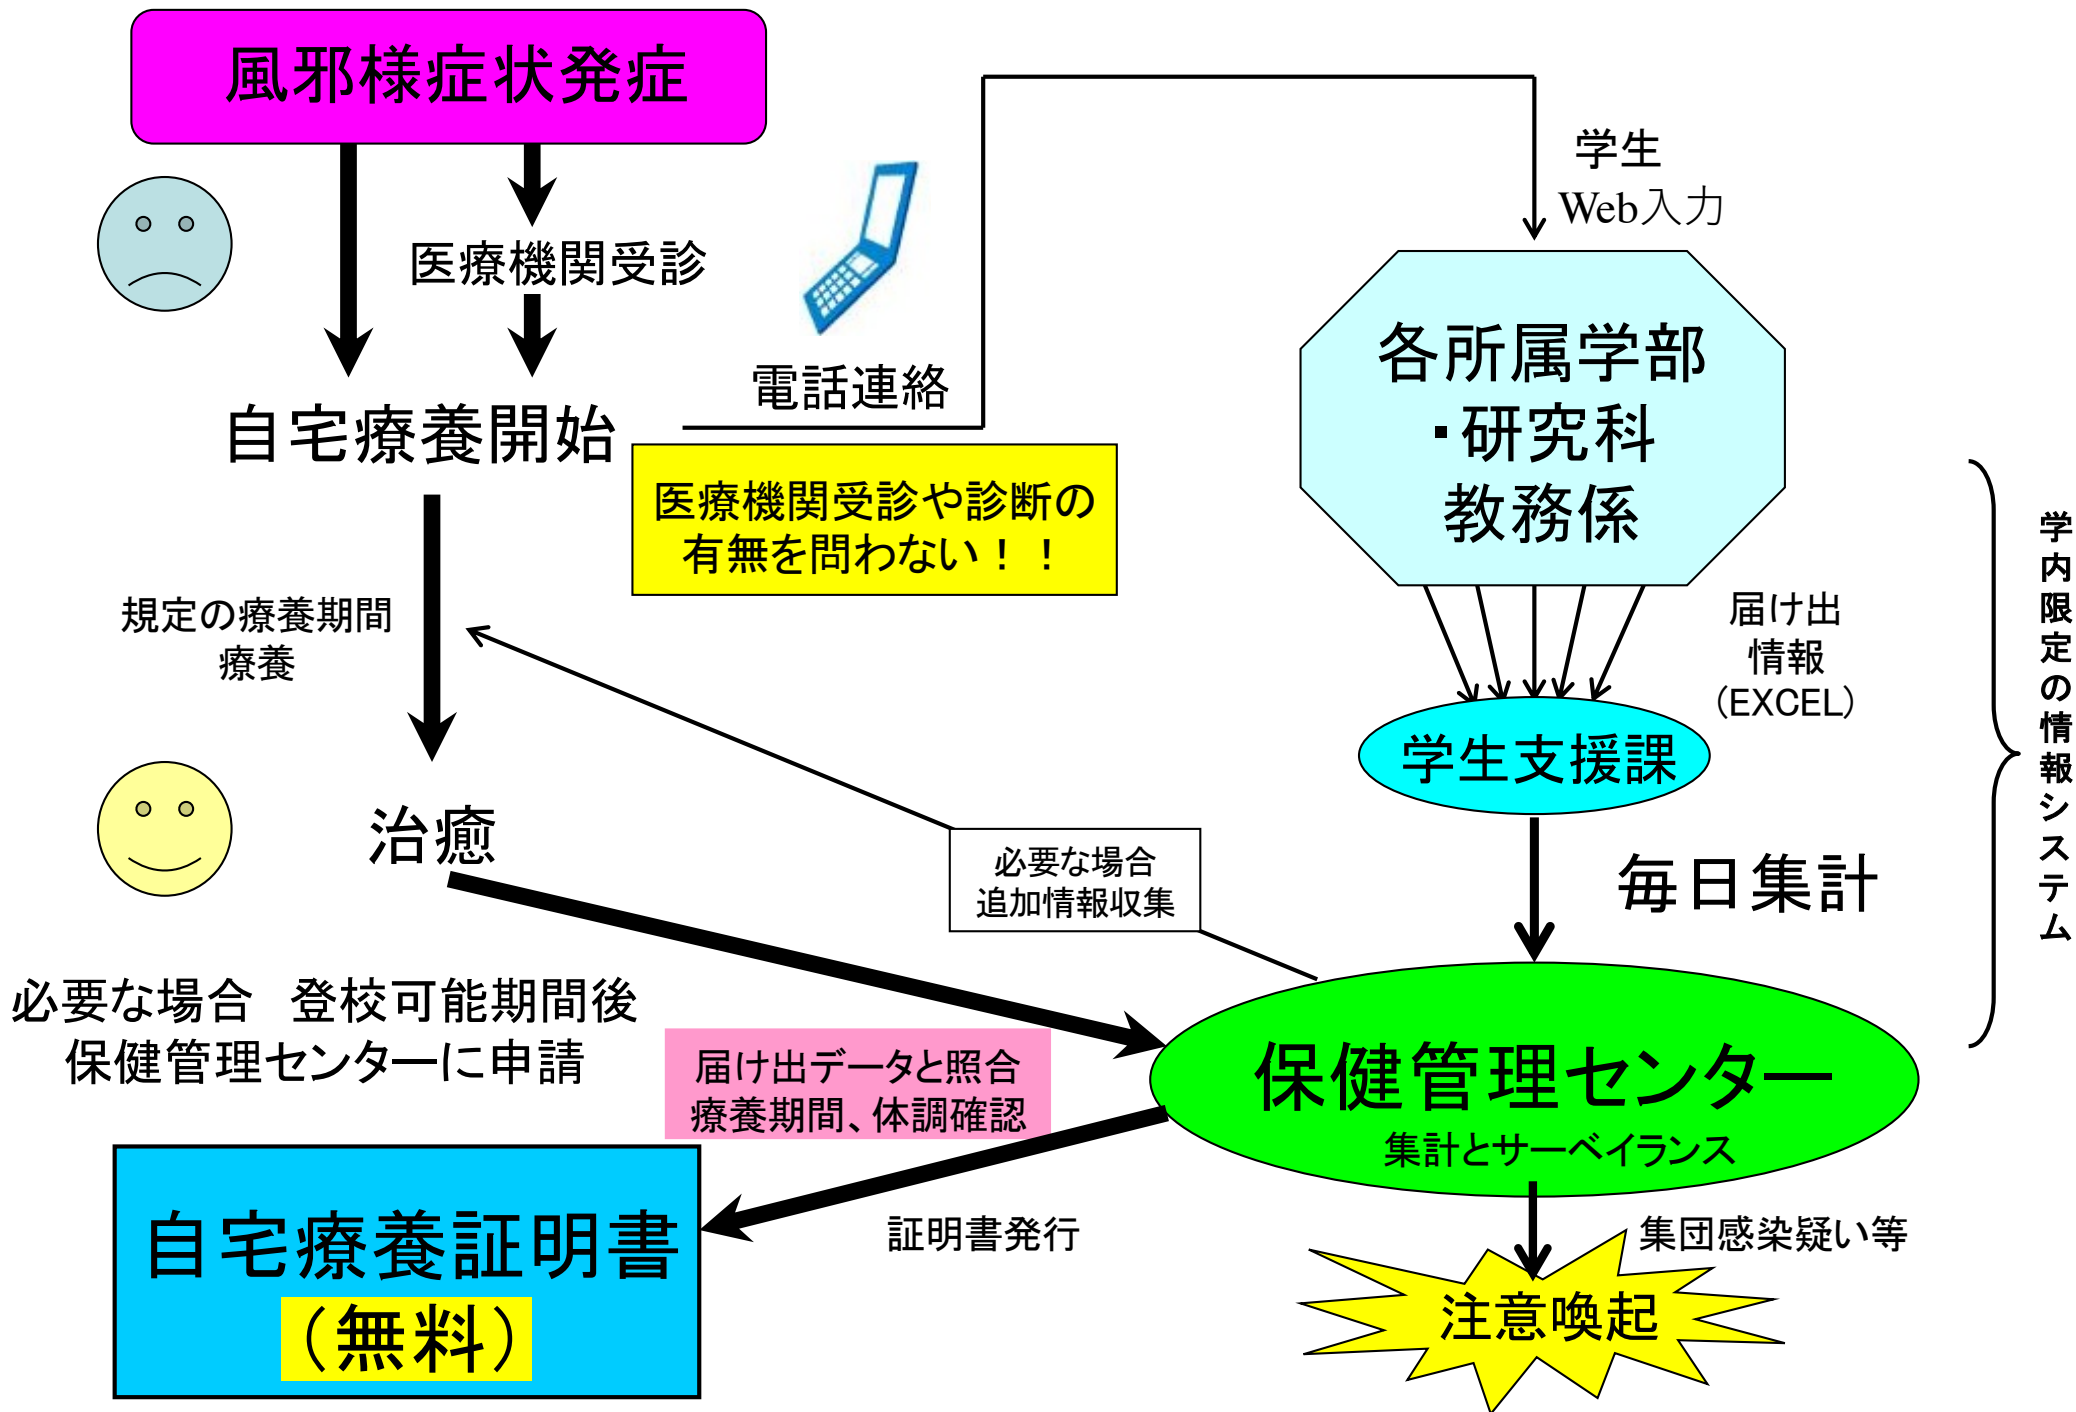 風邪様症状発症
学生
Web入力
医療機関受診
各所属学部
・研究科
教務係
電話連絡
自宅療養開始
医療機関受診や診断の
有無を問わない！！
学内限定の情報システム
規定の療養期間
療養
届け出
情報
（EXCEL）
学生支援課
治癒
必要な場合
追加情報収集
毎日集計
必要な場合　登校可能期間後
保健管理センターに申請
届け出データと照合
療養期間、体調確認
保健管理センター
集計とサーベイランス
自宅療養証明書
（無料）
証明書発行
集団感染疑い等
注意喚起